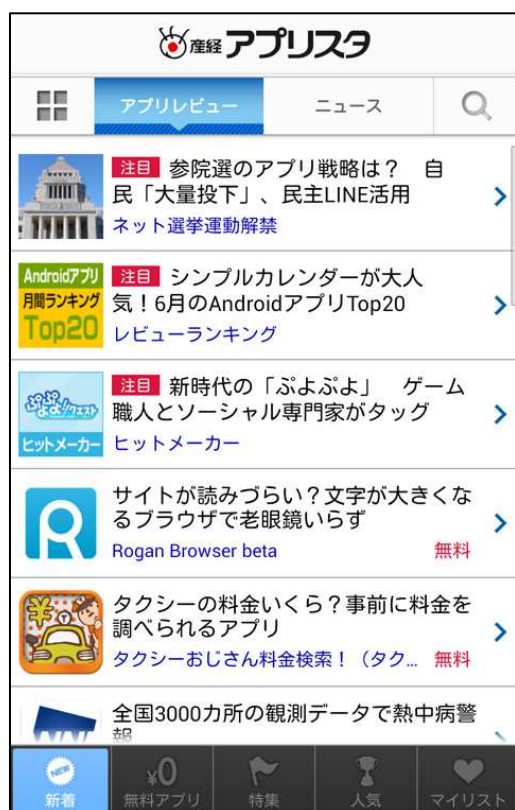 産経アプリスタ
アプリレビュー ニュース
注目 参院選のアプリ戦略は？ 自
民「大量投下」、民主LINE活用
ネット選挙運動解禁
Androidアプリ
月間ランキング
Top20
注目 シンプルカレンダーが大人
気！6月のAndroidアプリTop20
レビューランキング
ぷよぷよ!!クエスト
ヒットメーカー
注目 新時代の「ぷよぷよ」 ゲーム
職人とソーシャル専門家がタッグ
ヒットメーカー
R
サイトが読みづらい？文字が大きくな
るブラウザで老眼鏡いらず
Rogan Browser beta 無料
¥
タクシーの料金いくら？事前に料金を
調べられるアプリ
タクシーおじさん料金検索！（タク... 無料
全国3000カ所の観測データで熱中病警
報
NEW ¥0
新着 無料アプリ 特集 人気 マイリスト